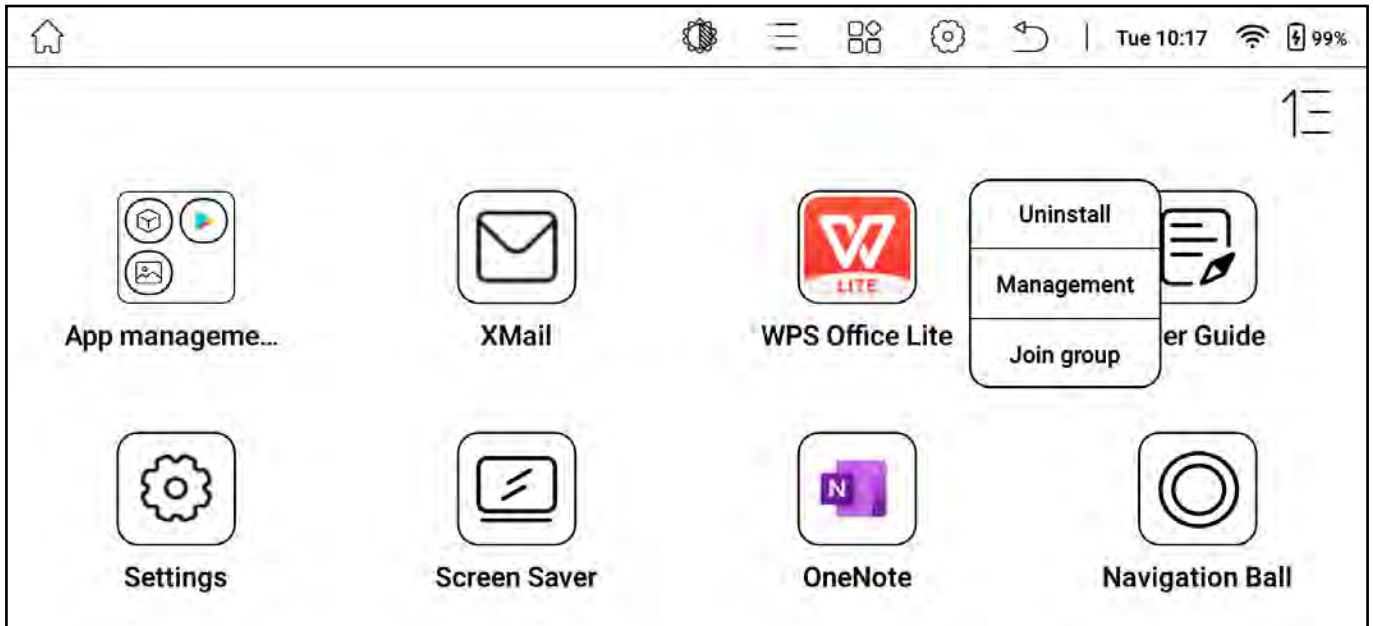 Tue 10:17 99%
Uninstall
Management
Join group
LITE
App manageme...
XMail
WPS Office Lite
er Guide
N
Settings
Screen Saver
OneNote
Navigation Ball